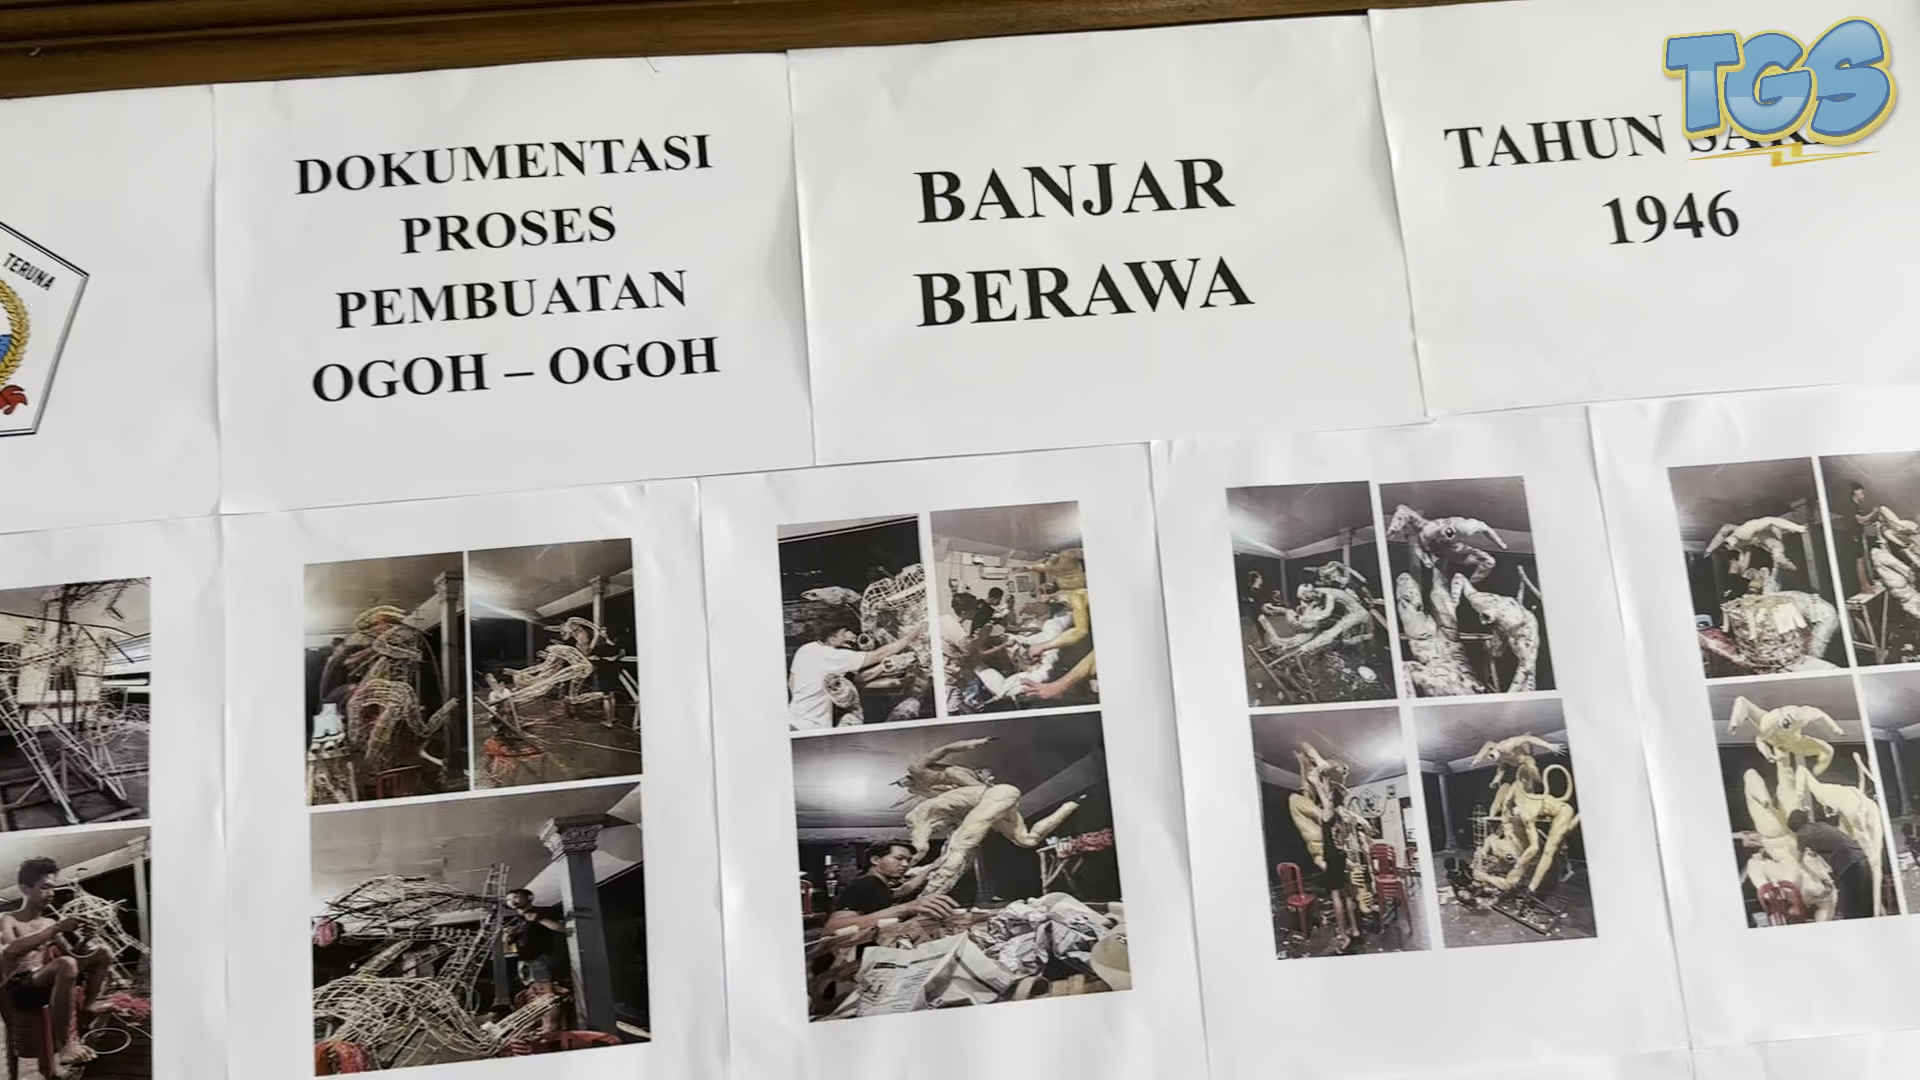 TERUNA
DOKUMENTASI
PROSES
PEMBUATAN
OGOH – OGOH
BANJAR
BERAWA
TAHUN
1946
TGS